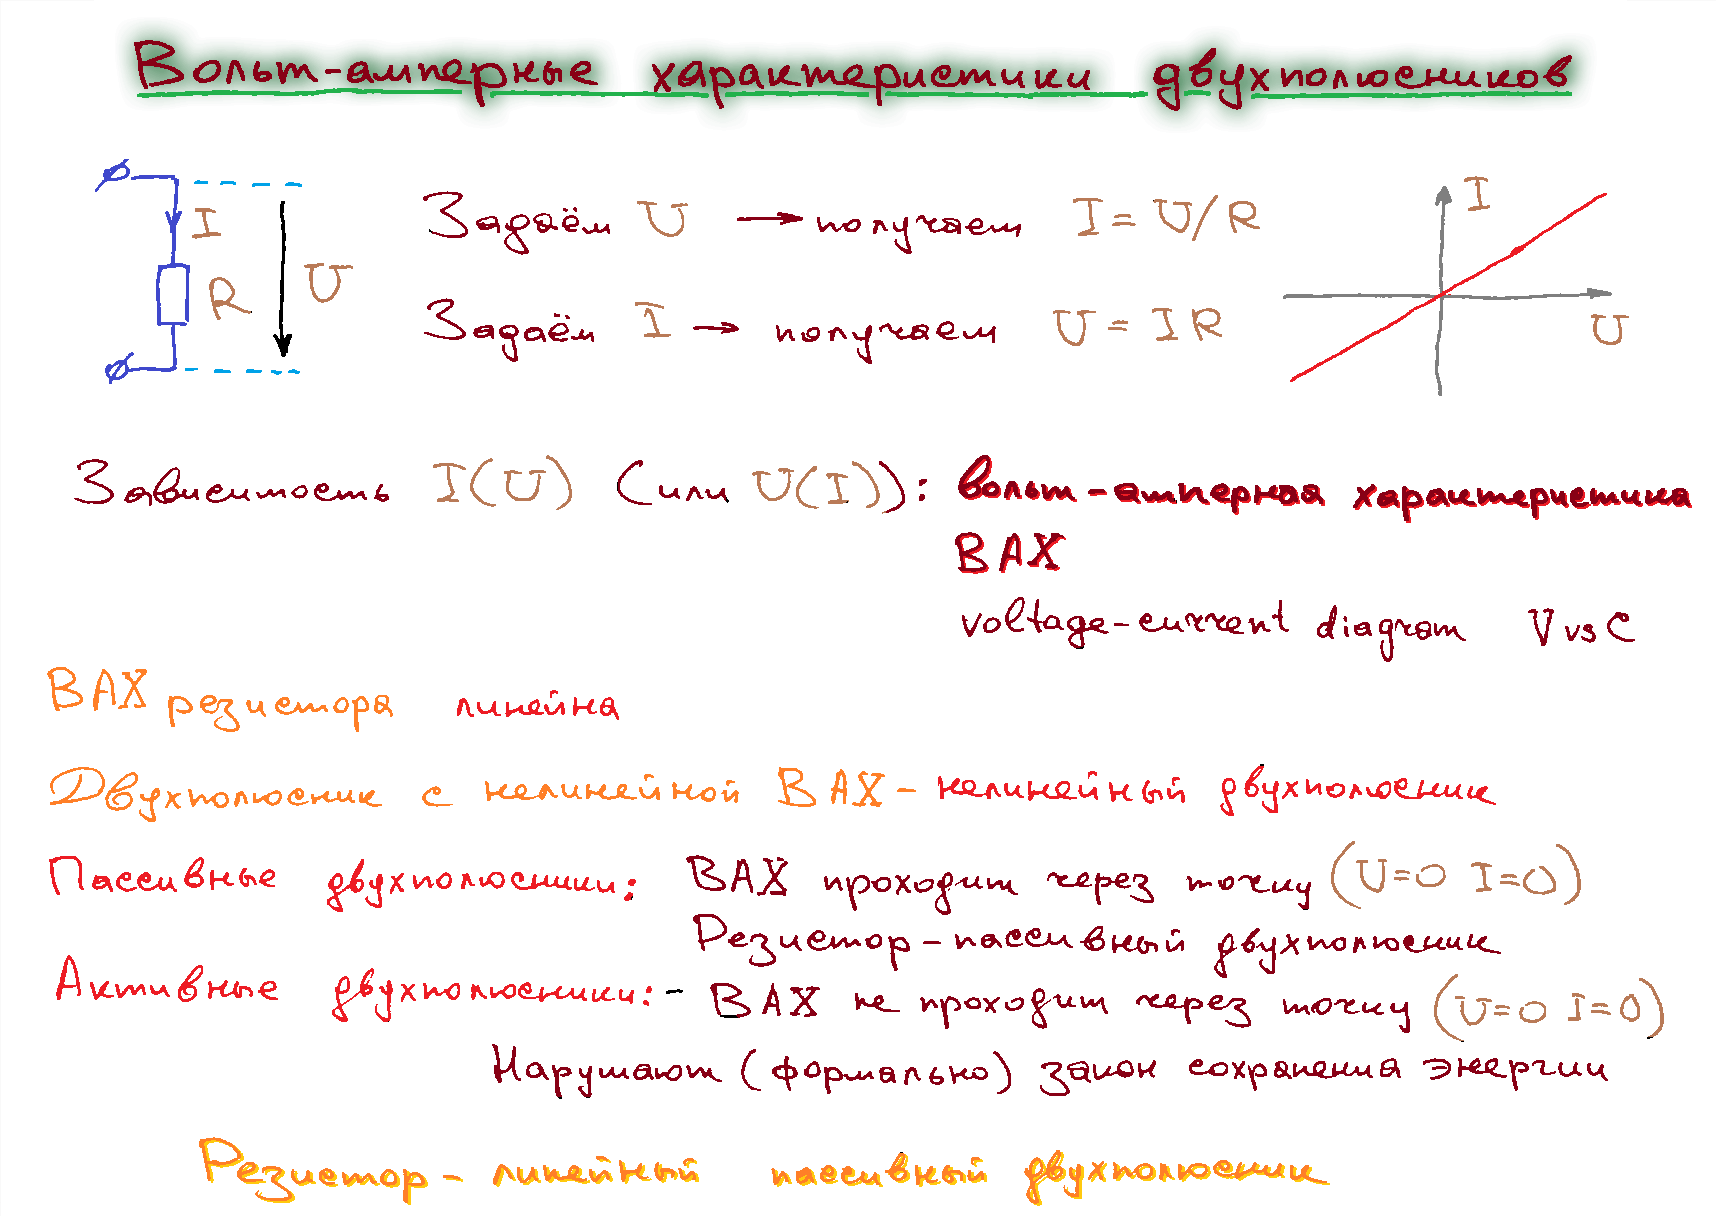 Вольт-амперные характеристики двухполюсников
I
R
U
Задаём U → получаем I = U/R
Задаём I → получаем U = IR
I
U
Зависимость I(U) (или U(I)): вольт-амперная характеристика
ВАХ
voltage-current diagram V vs C
ВАХ резистора линейна
Двухполюсник с нелинейной ВАХ - нелинейный двухполюсник
Пассивные двухполюсники: ВАХ проходит через точку (U=0 I=0)
Резистор - пассивный двухполюсник
Активные двухполюсники: - ВАХ не проходит через точку (U=0 I=0)
Нарушают (формально) закон сохранения энергии
Резистор - линейный пассивный двухполюсник